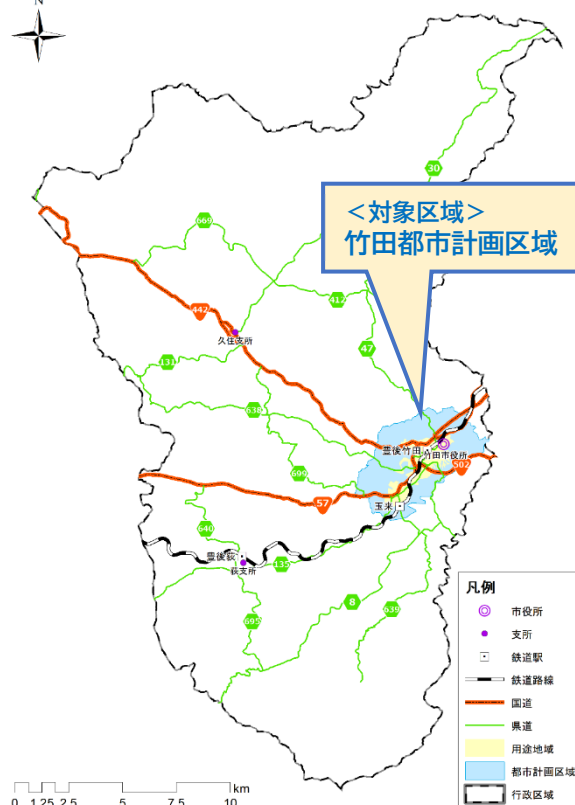 N
30
＜対象区域＞
竹田都市計画区域
669
412
442
久住支所
47
131
638
豊後竹田
竹田市役所
502
699
57
玉来
640
豊後荻
荻支所
135
8
639
695
凡例
市役所
支所
鉄道駅
鉄道路線
国道
県道
用途地域
都市計画区域
行政区域
km
0 1.25 2.5 5 7.5 10